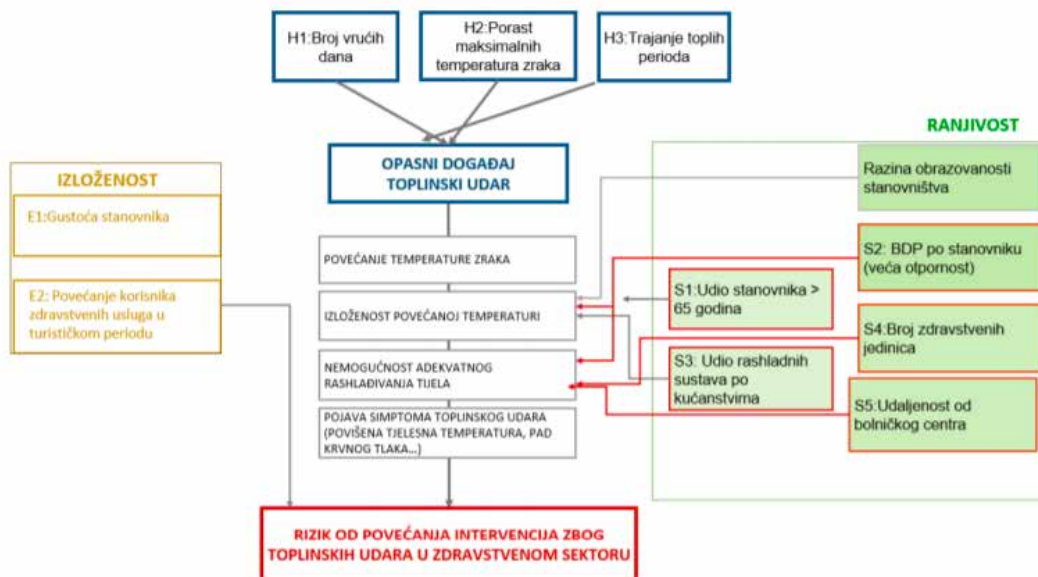 H1:Broj vrućih
dana
H2:Porast
maksimalnih
temperatura zraka
H3:Trajanje toplih
perioda
OPASNI DOGAĐAJ
TOPLINSKI UDAR
IZLOŽENOST
E1:Gustoća stanovnika
E2: Povećanje korisnika
zdravstvenih usluga u
turističkom periodu
POVEĆANJE TEMPERATURE ZRAKA
IZLOŽENOST POVEĆANOJ TEMPERATURI
NEMOGUĆNOST ADEKVATNOG
RASHLAĐIVANJA TIJELA
POJAVA SIMPTOMA TOPLINSKOG UDARA
(POVIŠENA TJELESNA TEMPERATURA, PAD
KRVNOG TLAKA...)
RANJIVOST
Razina obrazovanosti
stanovništva
S2: BDP po stanovniku
(veća otpornost)
S1:Udio stanovnika >
65 godina
S4:Broj zdravstvenih
jedinica
S3: Udio rashladnih
sustava po
kućanstvima
S5:Udaljenost od
bolničkog centra
RIZIK OD POVEĆANJA INTERVENCIJA ZBOG
TOPLINSKIH UDARA U ZDRAVSTVENOM SEKTORU